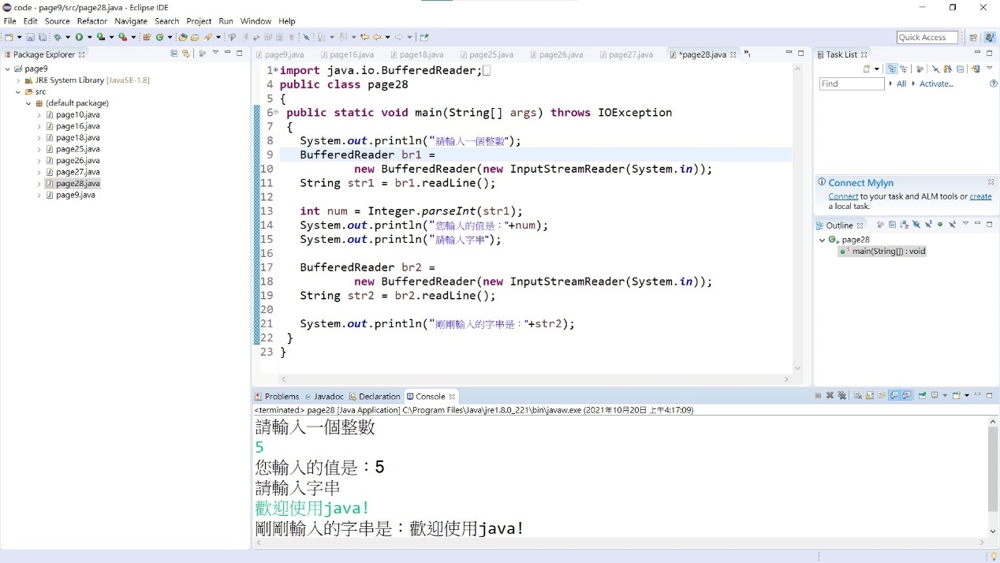 code - page9/src/page28.java - Eclipse IDE
File Edit Source Refactor Navigate Search Project Run Window Help
Quick Access
Package Explorer
page9
JRE System Library [JavaSE-1.8]
src
(default package)
page10.java
page16.java
page18.java
page25.java
page26.java
page27.java
page28.java
page9.java
page9.java page16.java page18.java page25.java page26.java page27.java *page28.java »1
1 import java.io.BufferedReader;
4 public class page28
5 {
6 public static void main(String[] args) throws IOException
7 {
8 System.out.println("請輸入一個整數");
9 BufferedReader br1 =
10 new BufferedReader(new InputStreamReader(System.in));
11 String str1 = br1.readLine();
12
13 int num = Integer.parseInt(str1);
14 System.out.println("您輸入的值是："+num);
15 System.out.println("請輸入字串");
16
17 BufferedReader br2 =
18 new BufferedReader(new InputStreamReader(System.in));
19 String str2 = br2.readLine();
20
21 System.out.println("剛剛輸入的字串是："+str2);
22 }
23 }
Task List
Find All Activate...
Connect Mylyn
Connect to your task and ALM tools or create
a local task.
Outline
page28
main(String[]) : void
Problems Javadoc Declaration Console
<terminated> page28 [Java Application] C:\Program Files\Java\jre1.8.0_221\bin\javaw.exe (2021年10月20日 上午4:17:09)
請輸入一個整數
5
您輸入的值是：5
請輸入字串
歡迎使用java!
剛剛輸入的字串是：歡迎使用java!